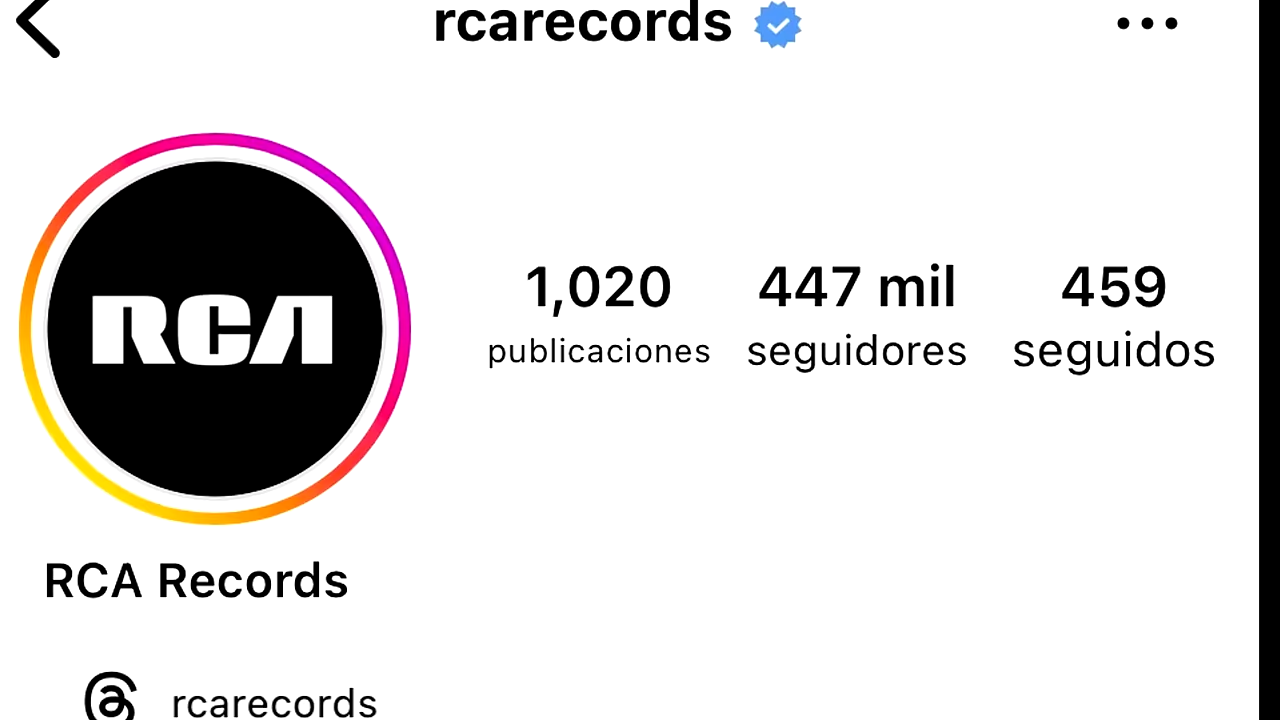 rcarecords
RCA
1,020 447 mil 459
publicaciones seguidores seguidos
RCA Records
rcarecords